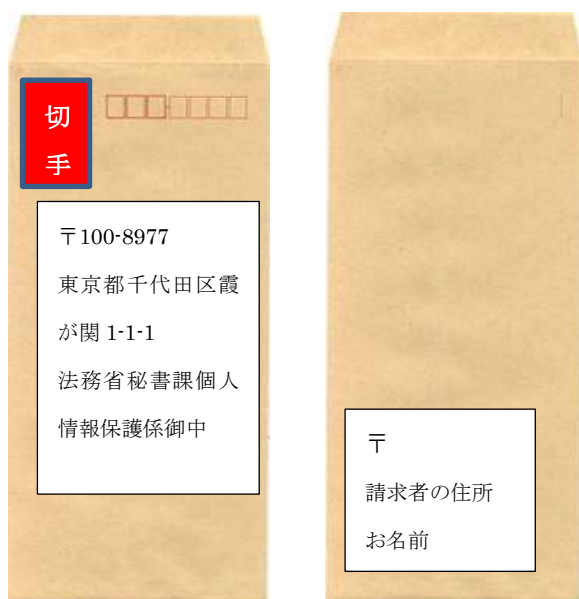 切
手
〒100-8977
東京都千代田区霞
が関 1-1-1
法務省秘書課個人
情報保護係御中
〒
請求者の住所
お名前